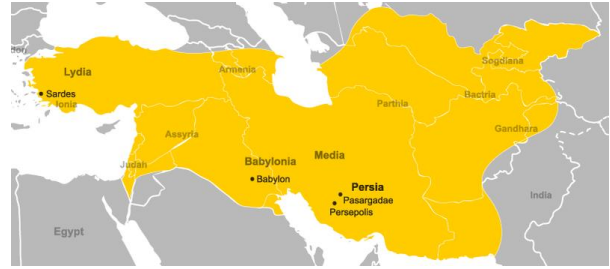 Lydia
Sardes
Ionia
Armenia
Sogdiana
Parthia
Bactria
Assyria
Gandhara
Judah
Babylonia
Media
Babylon
Persia
Pasargadae
Persepolis
India
Egypt